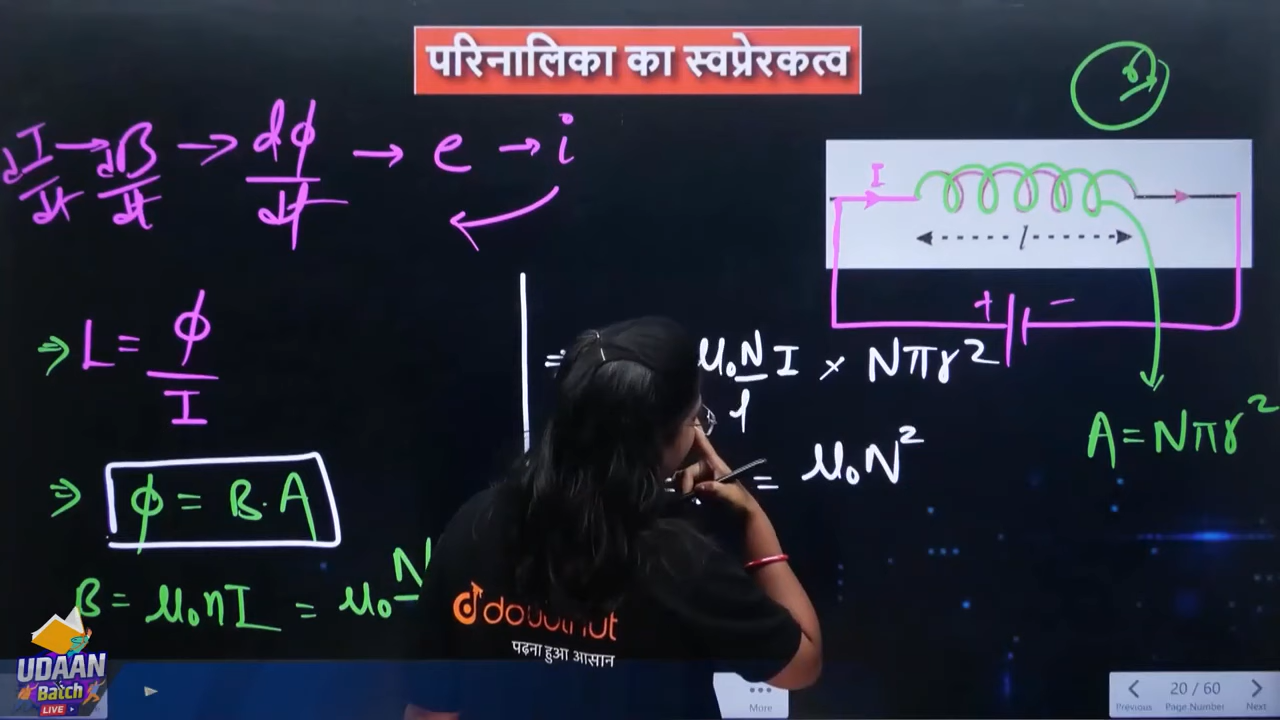 परिनालिका का स्वप्रेरकत्व
dI/dt → dB/dt → dϕ/dt → e → i
r
I
l
+ −
⇒ L = ϕ/I
= μ₀ N/l I × Nπr²
A = Nπr²
= μ₀N²
⇒ ϕ = B·A
B = μ₀nI = μ₀ N
doubtnut
पढ़ना हुआ आसान
UDAAN
Batch
LIVE
More
Previous
20 / 60
Page Number
Next